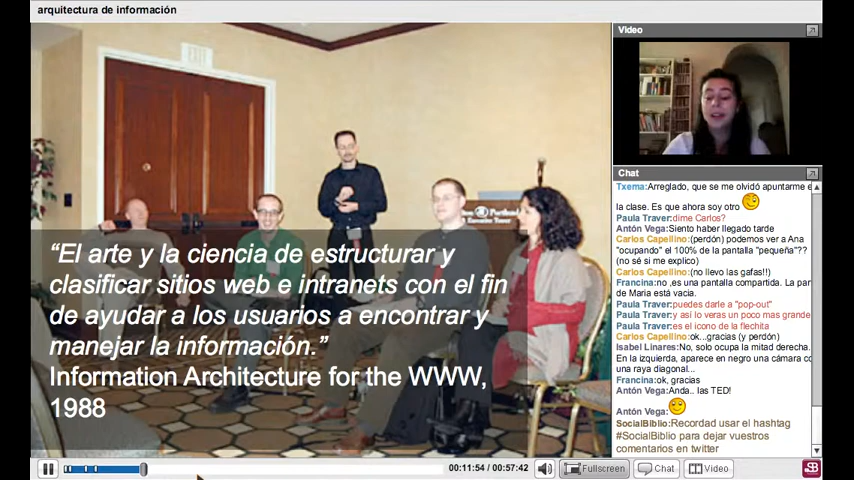 arquitectura de información
EXIT
“El arte y la ciencia de estructurar y
clasificar sitios web e intranets con el fin
de ayudar a los usuarios a encontrar y
manejar la información.”
Information Architecture for the WWW,
1988
Video
Chat
Txema:Arreglado, que se me olvidó apuntarme e
la clase. Es que ahora soy otro
Paula Traver:dime Carlos?
Antón Vega:Siento haber llegado tarde
Carlos Capellino:(perdón) podemos ver a Ana
"ocupando" el 100% de la pantalla "pequeña"??
(no sé si me explico)
Carlos Capellino:(no llevo las gafas!!)
Francina:no ,es una pantalla compartida. La par
de Maria está vacia.
Paula Traver:puedes darle a "pop-out"
Paula Traver:y así lo veras un poco mas grande
Paula Traver:es el icono de la flechita
Carlos Capellino:ok...gracias (y perdón)
Isabel Linares:No, solo ocupa la mitad derecha.
En la izquierda, aparece en negro una cámara co
una raya diagonal...
Francina:ok, gracias
Antón Vega:Anda.. las TED!
Antón Vega:
SocialBiblio:Recordad usar el hashtag
#SocialBiblio para dejar vuestros
comentarios en twitter
00:11:54 / 00:57:42
Fullscreen
Chat
Video
SB